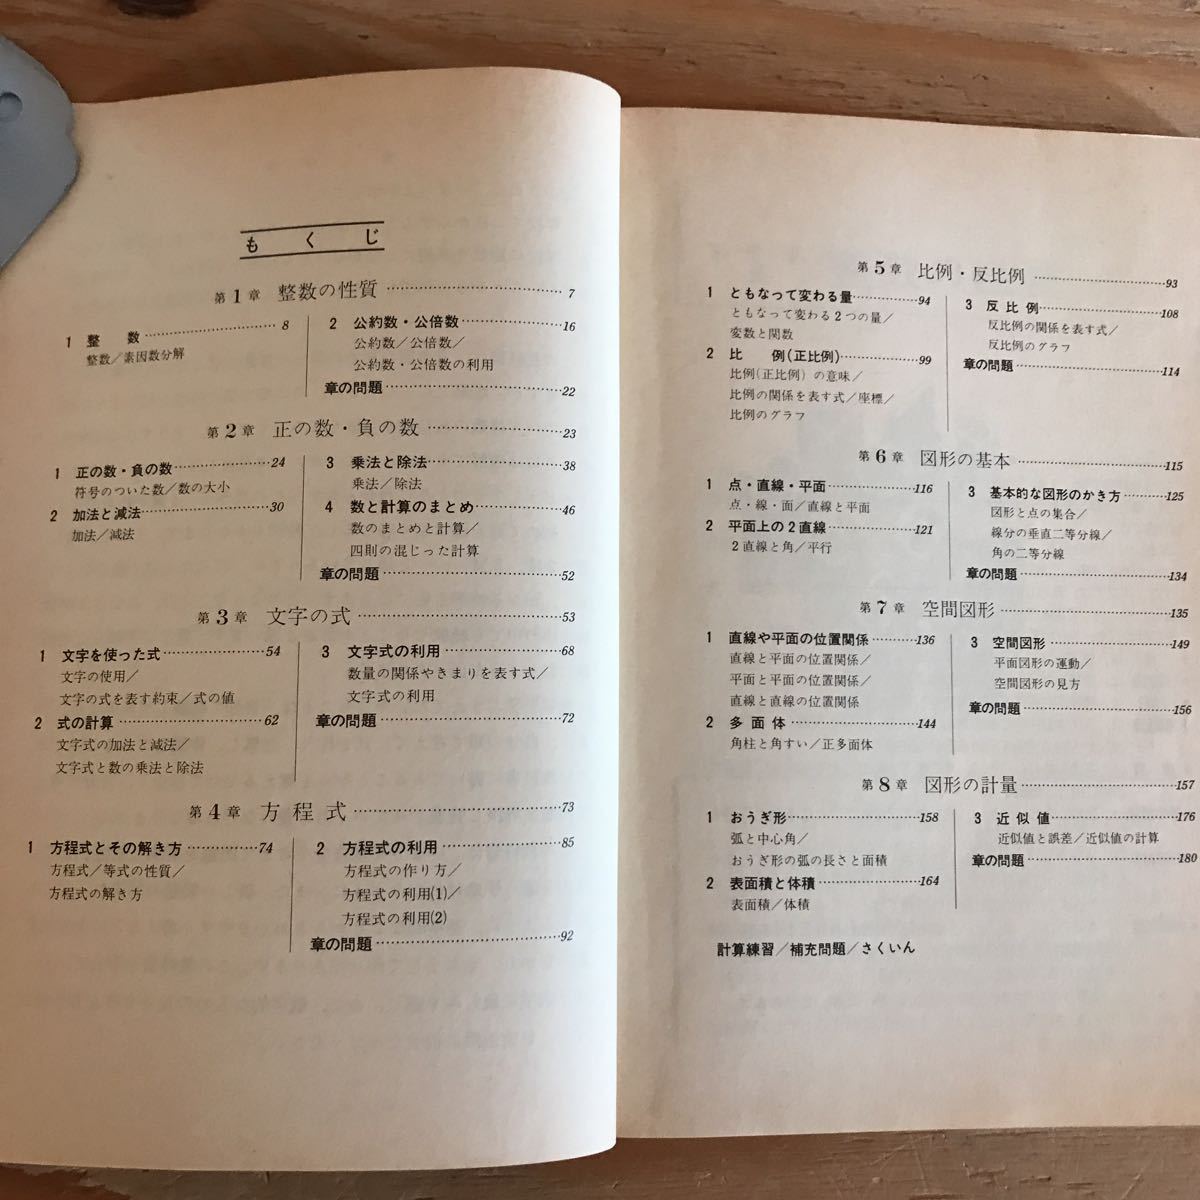 もくじ
第1章 整数の性質 7
1 整数 8
整数/素因数分解
2 公約数・公倍数 16
公約数/公倍数/
公約数・公倍数の利用
章の問題 22
第2章 正の数・負の数 23
1 正の数・負の数 24
符号のついた数/数の大小
2 加法と減法 30
加法/減法
3 乗法と除法 38
乗法/除法
4 数と計算のまとめ 46
数のまとめと計算/
四則の混じった計算
章の問題 52
第3章 文字の式 53
1 文字を使った式 54
文字の使用/
文字の式を表す約束/式の値
2 式の計算 62
文字式の加法と減法/
文字式と数の乗法と除法
3 文字式の利用 68
数量の関係やきまりを表す式/
文字式の利用
章の問題 72
第4章 方程式 73
1 方程式とその解き方 74
方程式/等式の性質/
方程式の解き方
2 方程式の利用 85
方程式の作り方/
方程式の利用(1)/
方程式の利用(2)
章の問題 92
第5章 比例・反比例 93
1 ともなって変わる量 94
ともなって変わる2つの量/
変数と関数
2 比例(正比例) 99
比例(正比例)の意味/
比例の関係を表す式/座標/
比例のグラフ
3 反比例 108
反比例の関係を表す式/
反比例のグラフ
章の問題 114
第6章 図形の基本 115
1 点・直線・平面 116
点・線・面/直線と平面
2 平面上の2直線 121
2直線と角/平行
3 基本的な図形のかき方 125
図形と点の集合/
線分の垂直二等分線/
角の二等分線
章の問題 134
第7章 空間図形 135
1 直線や平面の位置関係 136
直線と平面の位置関係/
平面と平面の位置関係/
直線と直線の位置関係
2 多面体 144
角柱と角すい/正多面体
3 空間図形 149
平面図形の運動/
空間図形の見方
章の問題 156
第8章 図形の計量 157
1 おうぎ形 158
弧と中心角/
おうぎ形の弧の長さと面積
2 表面積と体積 164
表面積/体積
3 近似値 176
近似値と誤差/近似値の計算
章の問題 180
計算練習/補充問題/さくいん